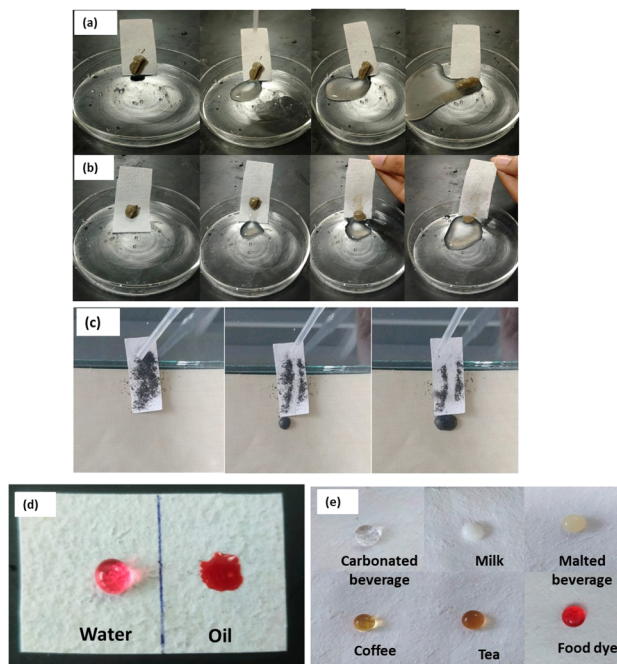 (a)
(b)
(c)
(d)
Water
Oil
(e)
Carbonated
beverage
Milk
Malted
beverage
Coffee
Tea
Food dye